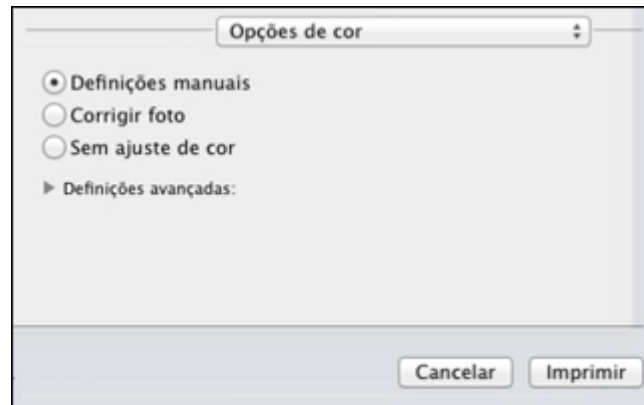 Opções de cor
Definições manuais
Corrigir foto
Sem ajuste de cor
Definições avançadas:
Cancelar
Imprimir